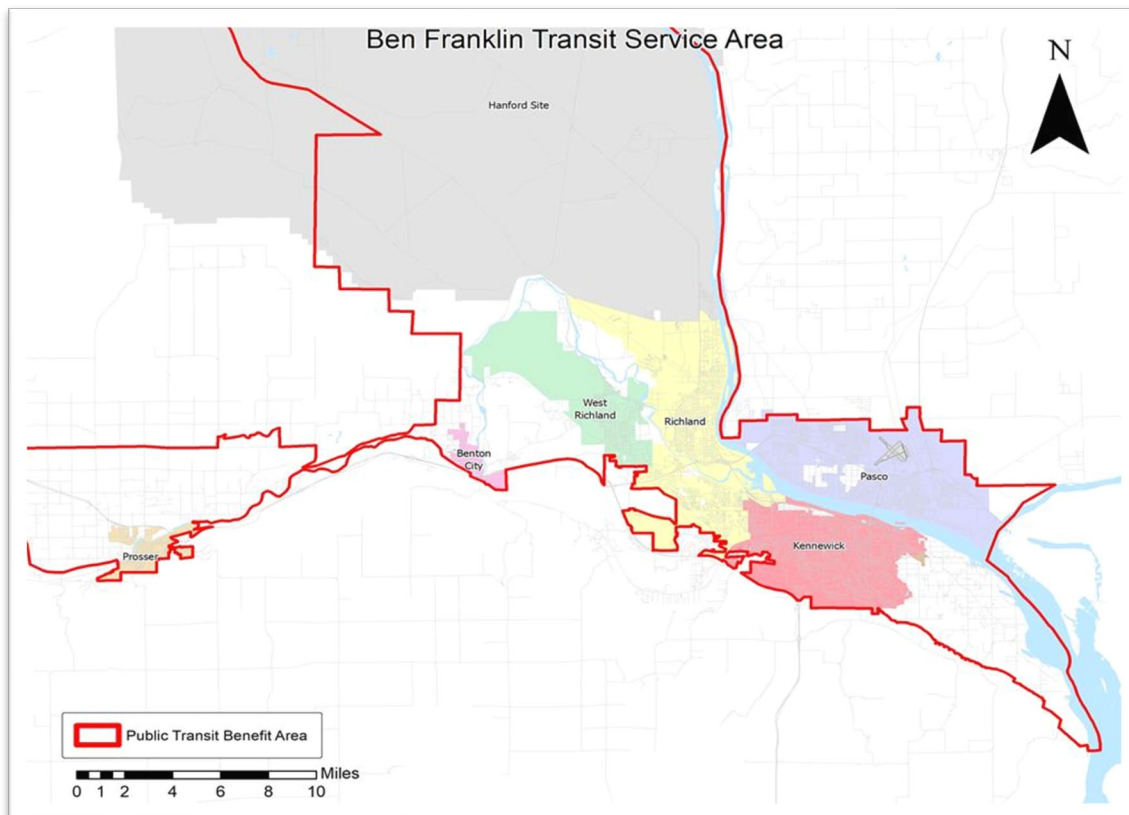 Ben Franklin Transit Service Area
N
Hanford Site
West
Richland
Richland
Benton
City
Pasco
Prosser
Kennewick
Public Transit Benefit Area
Miles
0 1 2 4 6 8 10